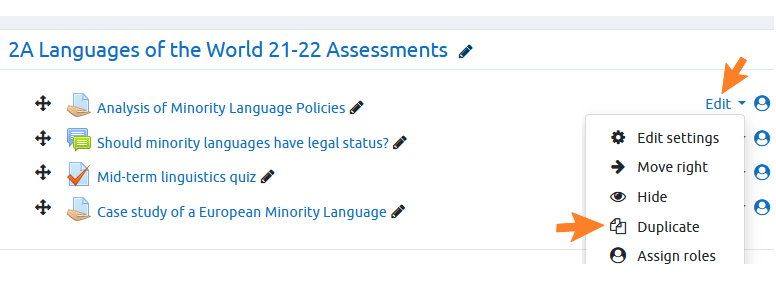 2A Languages of the World 21-22 Assessments
Analysis of Minority Language Policies
Edit
Should minority languages have legal status?
Edit settings
Mid-term linguistics quiz
Move right
Hide
Case study of a European Minority Language
Duplicate
Assign roles